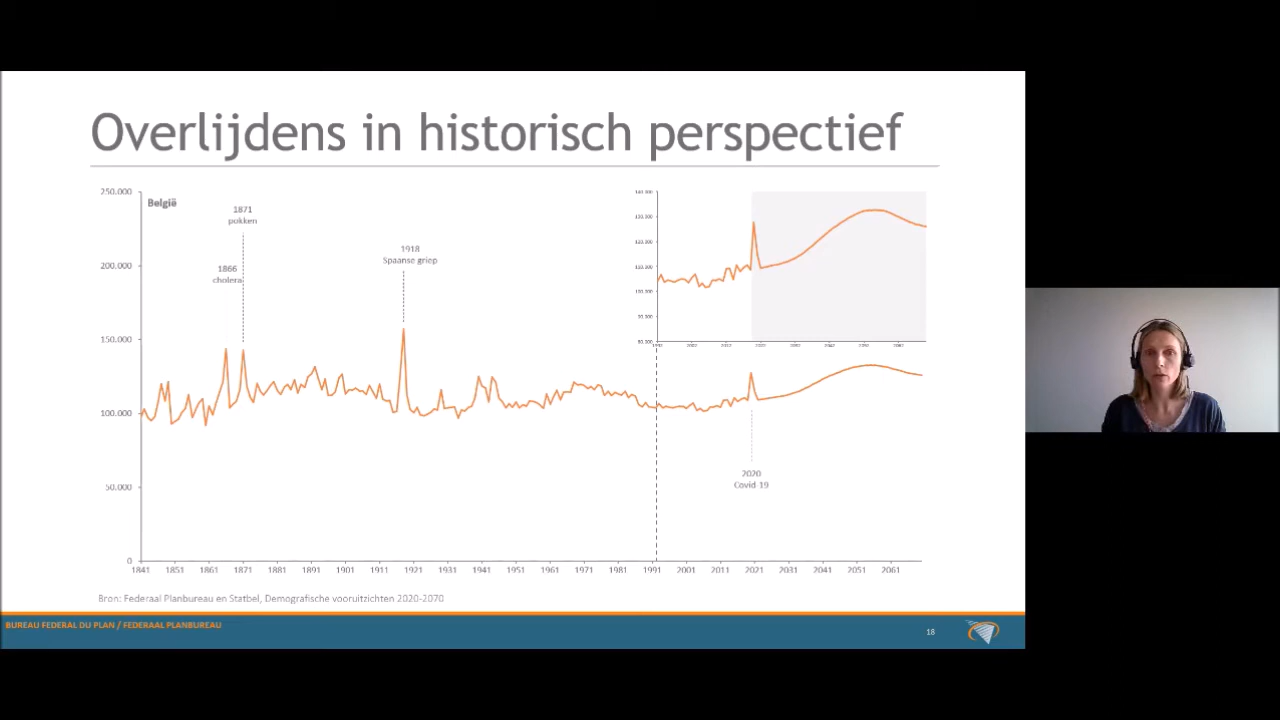 Overlijdens in historisch perspectief
250.000
200.000
150.000
100.000
50.000
0
België
1871
pokken
1866
cholera
1918
Spaanse griep
2020
Covid-19
1841 1851 1861 1871 1881 1891 1901 1911 1921 1931 1941 1951 1961 1971 1981 1991 2001 2011 2021 2031 2041 2051 2061
Bron: Federaal Planbureau en Statbel, Demografische vooruitzichten 2020-2070
BUREAU FEDERAL DU PLAN / FEDERAAL PLANBUREAU
18